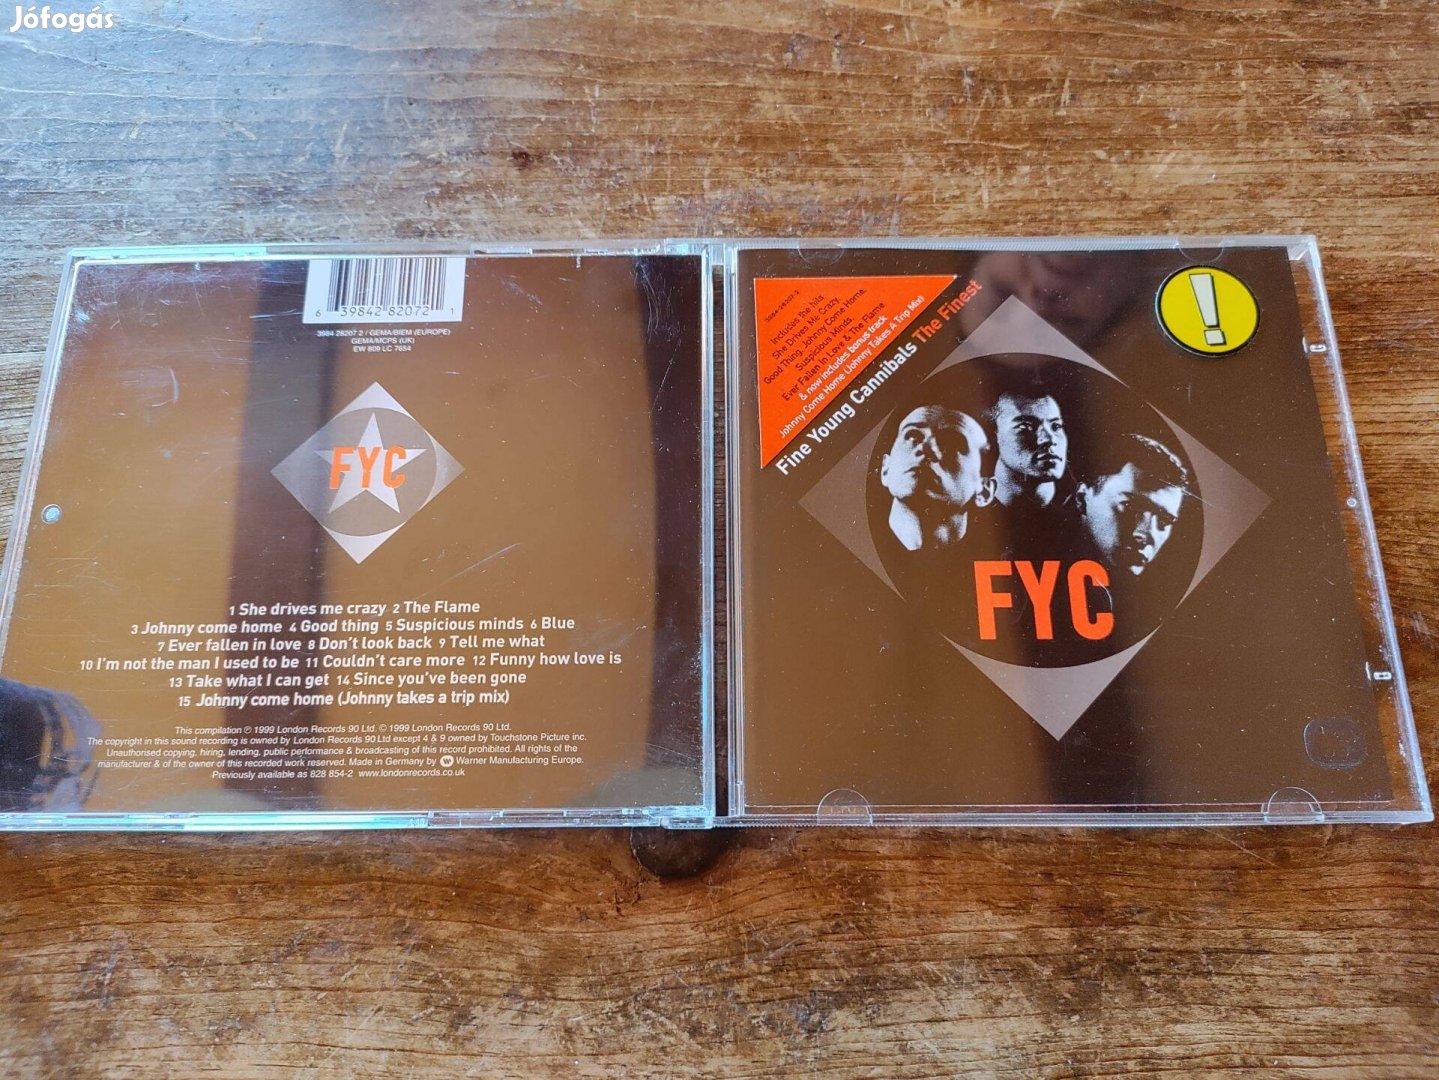 Jófogás
6 39842 82072 1
3984 28207 2 / GEMA/BIEM (EUROPE)
GEMA/MCPS (UK)
EW 809 LC 7654
FYC
1 She drives me crazy 2 The Flame
3 Johnny come home 4 Good thing 5 Suspicious minds 6 Blue
7 Ever fallen in love 8 Don't look back 9 Tell me what
10 I'm not the man I used to be 11 Couldn't care more 12 Funny how love is
13 Take what I can get 14 Since you've been gone
15 Johnny come home (Johnny takes a trip mix)
This compilation ℗ 1999 London Records 90 Ltd. © 1999 London Records 90 Ltd.
The copyright in this sound recording is owned by London Records 90 Ltd except 4 & 9 owned by Touchstone Picture inc.
Unauthorised copying, hiring, lending, public performance & broadcasting of this record prohibited. All rights of the
manufacturer & of the owner of this recorded work reserved. Made in Germany by W Warner Manufacturing Europe.
Previously available as 828 854-2 www.londonrecords.co.uk
3984-28207-2
Includes the hits
She Drives Me Crazy,
Good Thing, Johnny Come Home,
Suspicious Minds,
Ever Fallen In Love & The Flame
& now includes bonus track
Johnny Come Home (Johnny Takes A Trip Mix)
Fine Young Cannibals The Finest
!
FYC